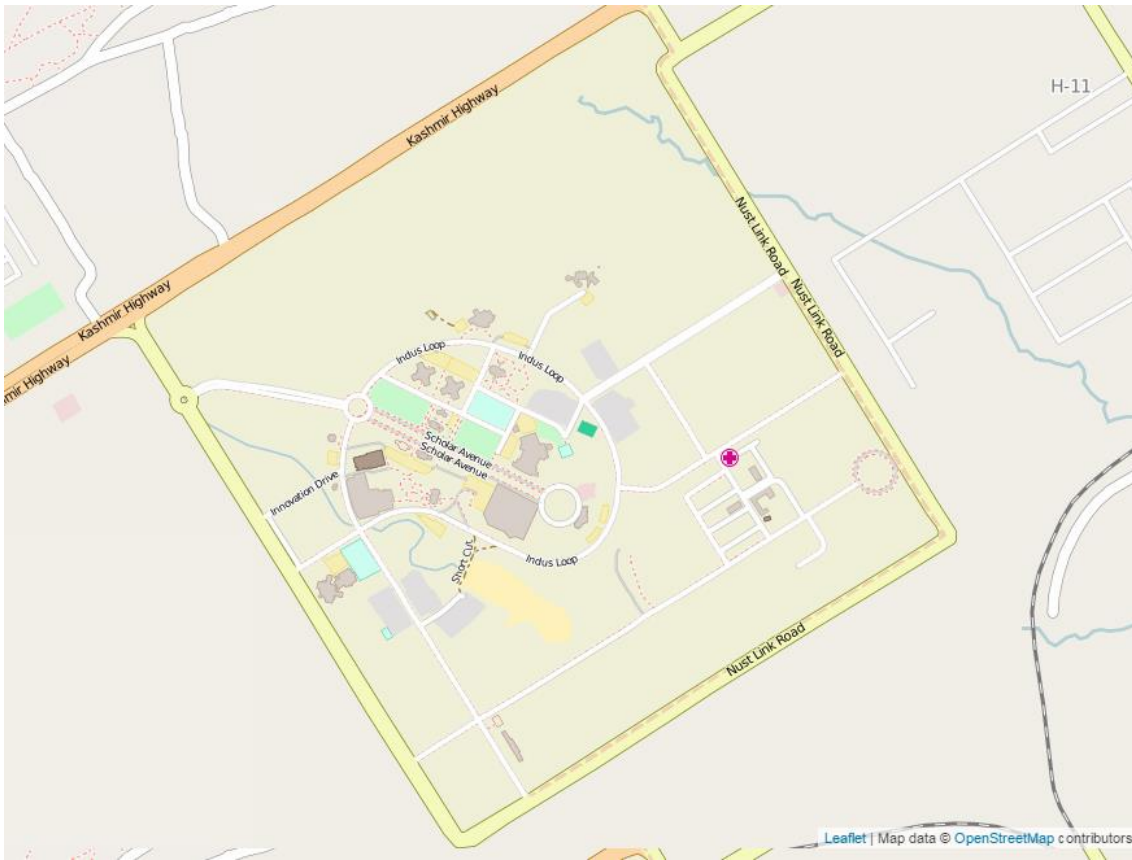 H-11
Kashmir Highway
Nust Link Road
Kashmir Highway
Nust Link Road
Indus Loop
Indus Loop
mir Highway
Scholar Avenue
Scholar Avenue
Innovation Drive
Short Cut
Indus Loop
Nust Link Road
Leaflet | Map data © OpenStreetMap contributors